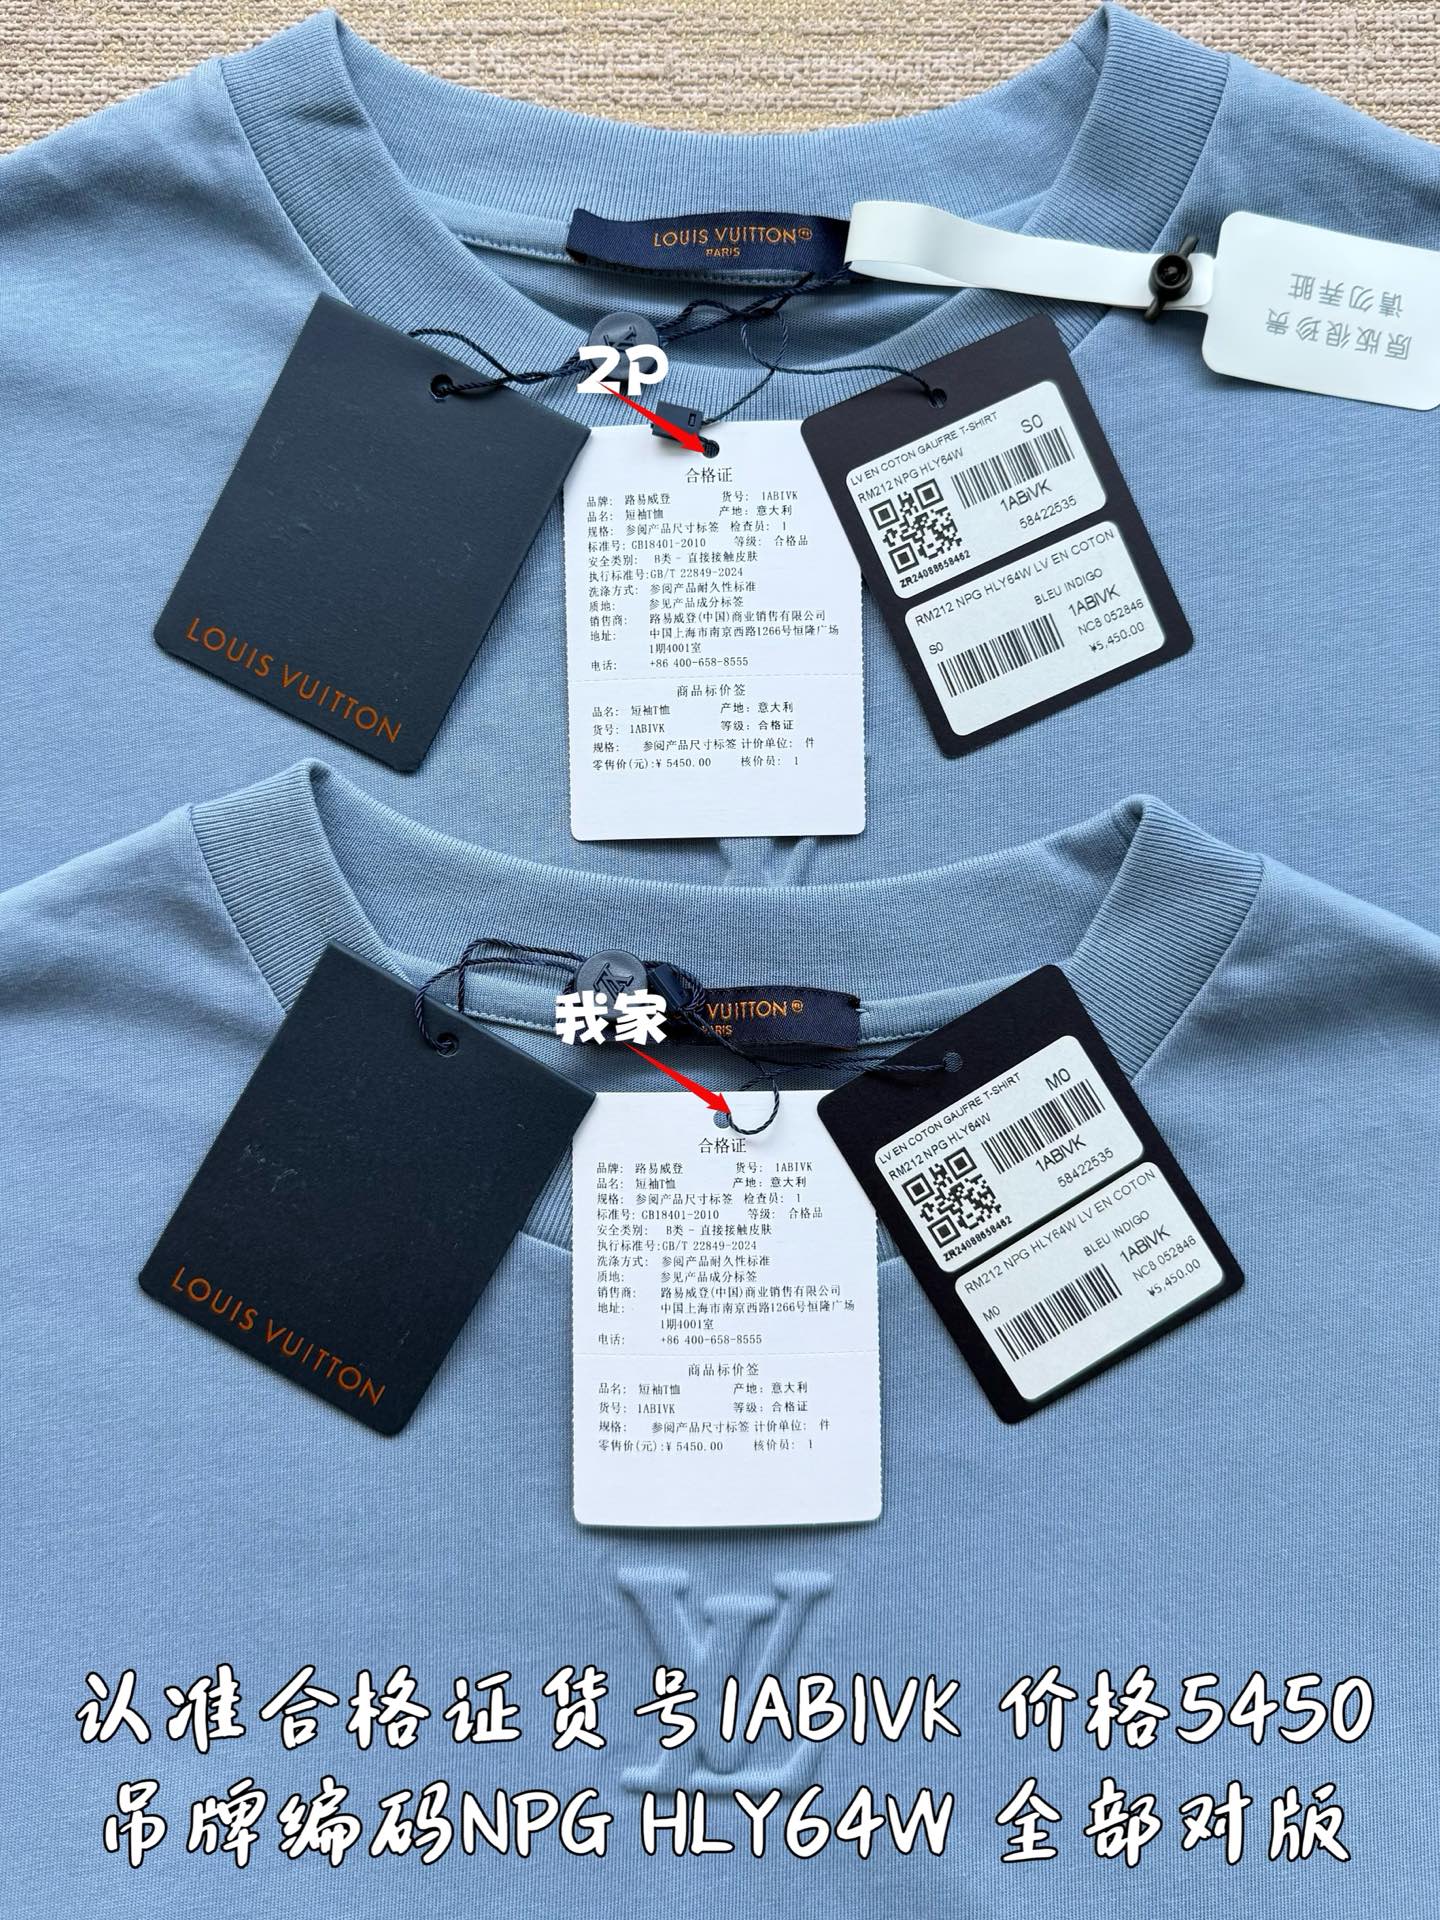 LOUIS VUITTON®
PARIS
原版很珍贵
请勿弄脏
ZP
LOUIS VUITTON
合格证
品牌: 路易威登 货号: 1ABIVK
品名: 短袖T恤 产地: 意大利
规格: 参阅产品尺寸标签 检查员: 1
标准号: GB18401-2010 等级: 合格品
安全类别: B类 - 直接接触皮肤
执行标准号:GB/T 22849-2024
洗涤方式: 参阅产品耐久性标准
质地: 参见产品成分标签
销售商: 路易威登(中国)商业销售有限公司
地址: 中国上海市南京西路1266号恒隆广场
1期4001室
电话: +86 400-658-8555
商品标价签
品名: 短袖T恤 产地: 意大利
货号: 1ABIVK 等级: 合格证
规格: 参阅产品尺寸标签 计价单位: 件
零售价(元):¥ 5450.00 核价员: 1
LV EN COTON GAUFRE T-SHIRT
RM212 NPG HLY64W S0
1ABIVK
58422535
ZR24088658462
RM212 NPG HLY64W LV EN COTON
BLEU INDIGO
S0 1ABIVK
NC8 052846
¥5,450.00
我家
VUITTON®
PARIS
LOUIS VUITTON
合格证
品牌: 路易威登 货号: 1ABIVK
品名: 短袖T恤 产地: 意大利
规格: 参阅产品尺寸标签 检查员: 1
标准号: GB18401-2010 等级: 合格品
安全类别: B类 - 直接接触皮肤
执行标准号:GB/T 22849-2024
洗涤方式: 参阅产品耐久性标准
质地: 参见产品成分标签
销售商: 路易威登(中国)商业销售有限公司
地址: 中国上海市南京西路1266号恒隆广场
1期4001室
电话: +86 400-658-8555
商品标价签
品名: 短袖T恤 产地: 意大利
货号: 1ABIVK 等级: 合格证
规格: 参阅产品尺寸标签 计价单位: 件
零售价(元):¥ 5450.00 核价员: 1
LV EN COTON GAUFRE T-SHIRT
RM212 NPG HLY64W M0
1ABIVK
58422535
ZR24088658462
RM212 NPG HLY64W LV EN COTON
BLEU INDIGO
M0 1ABIVK
NC8 052846
¥5,450.00
LV
认准合格证货号1ABIVK 价格5450
吊牌编码NPG HLY64W 全部对版